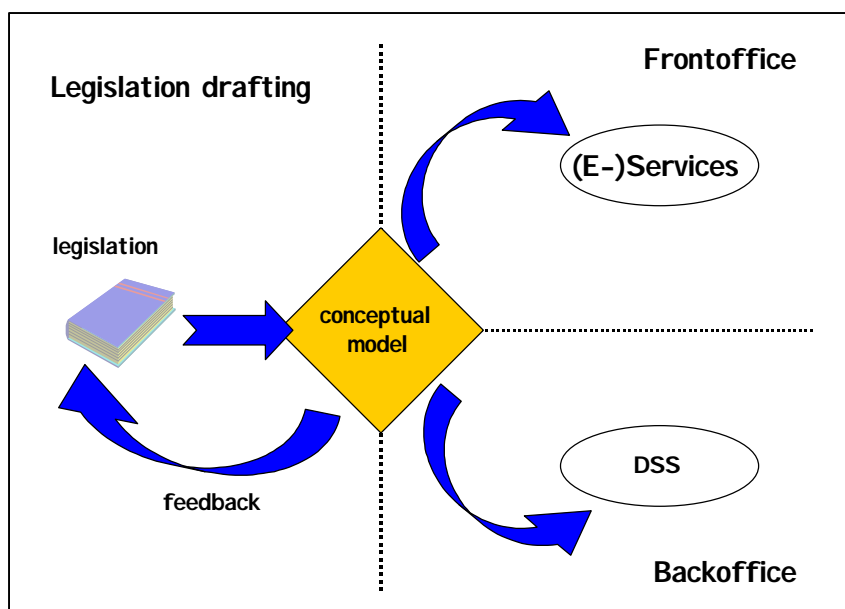 Legislation drafting
Frontoffice
(E-)Services
legislation
conceptual
model
feedback
DSS
Backoffice